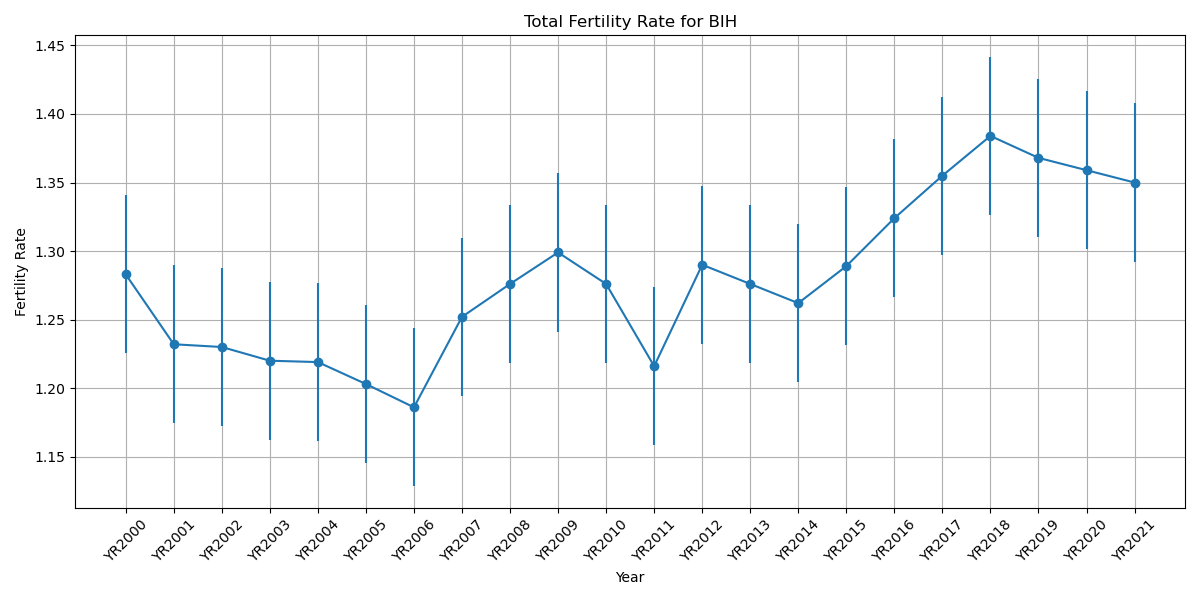 Total Fertility Rate for BIH
Fertility Rate
1.45
1.40
1.35
1.30
1.25
1.20
1.15
YR2000
YR2001
YR2002
YR2003
YR2004
YR2005
YR2006
YR2007
YR2008
YR2009
YR2010
YR2011
YR2012
YR2013
YR2014
YR2015
YR2016
YR2017
YR2018
YR2019
YR2020
YR2021
Year